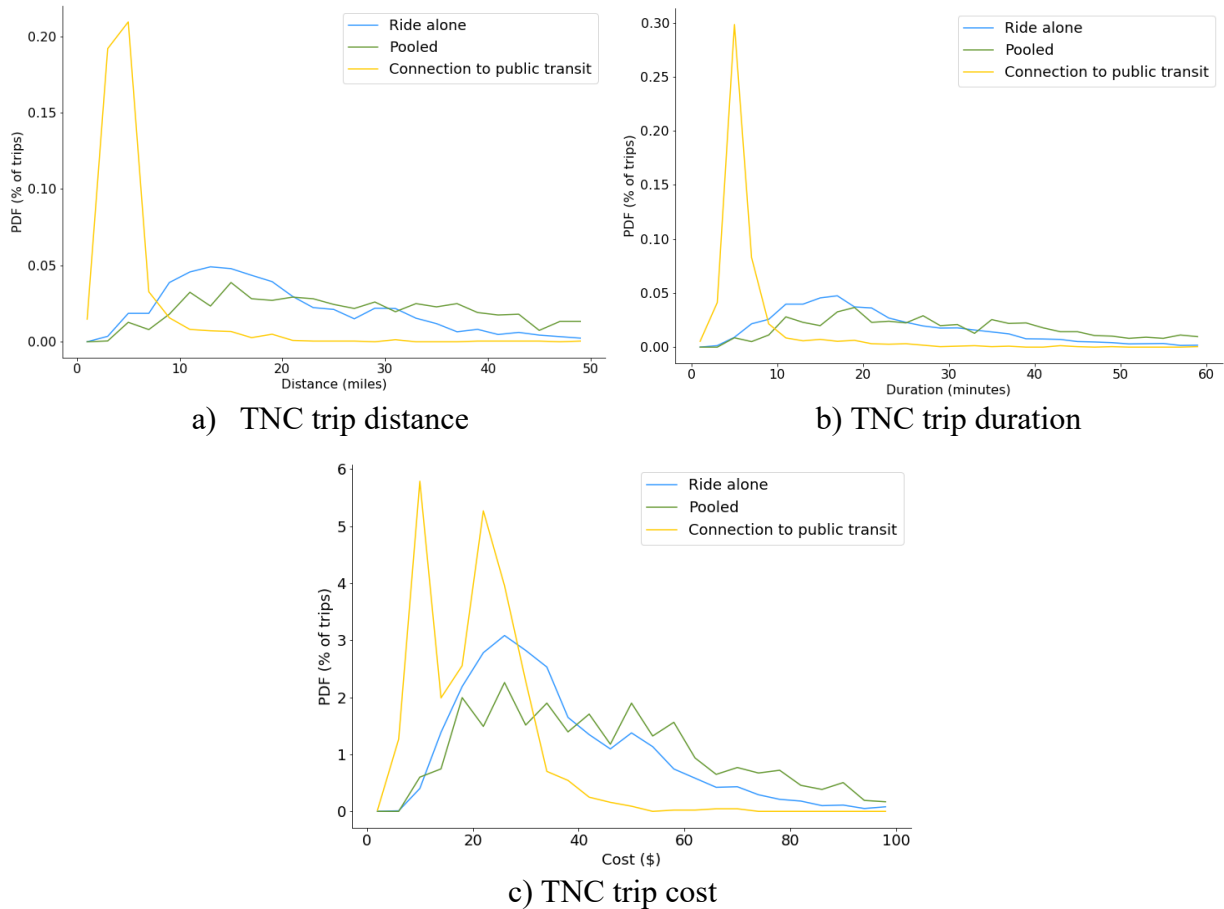 0.20
0.15
0.10
0.05
0.00
PDF (% of trips)
Ride alone
Pooled
Connection to public transit
0 10 20 30 40 50
Distance (miles)
a) TNC trip distance
0.30
0.25
0.20
0.15
0.10
0.05
0.00
PDF (% of trips)
Ride alone
Pooled
Connection to public transit
0 10 20 30 40 50 60
Duration (minutes)
b) TNC trip duration
6
5
4
3
2
1
0
PDF (% of trips)
Ride alone
Pooled
Connection to public transit
0 20 40 60 80 100
Cost ($)
c) TNC trip cost